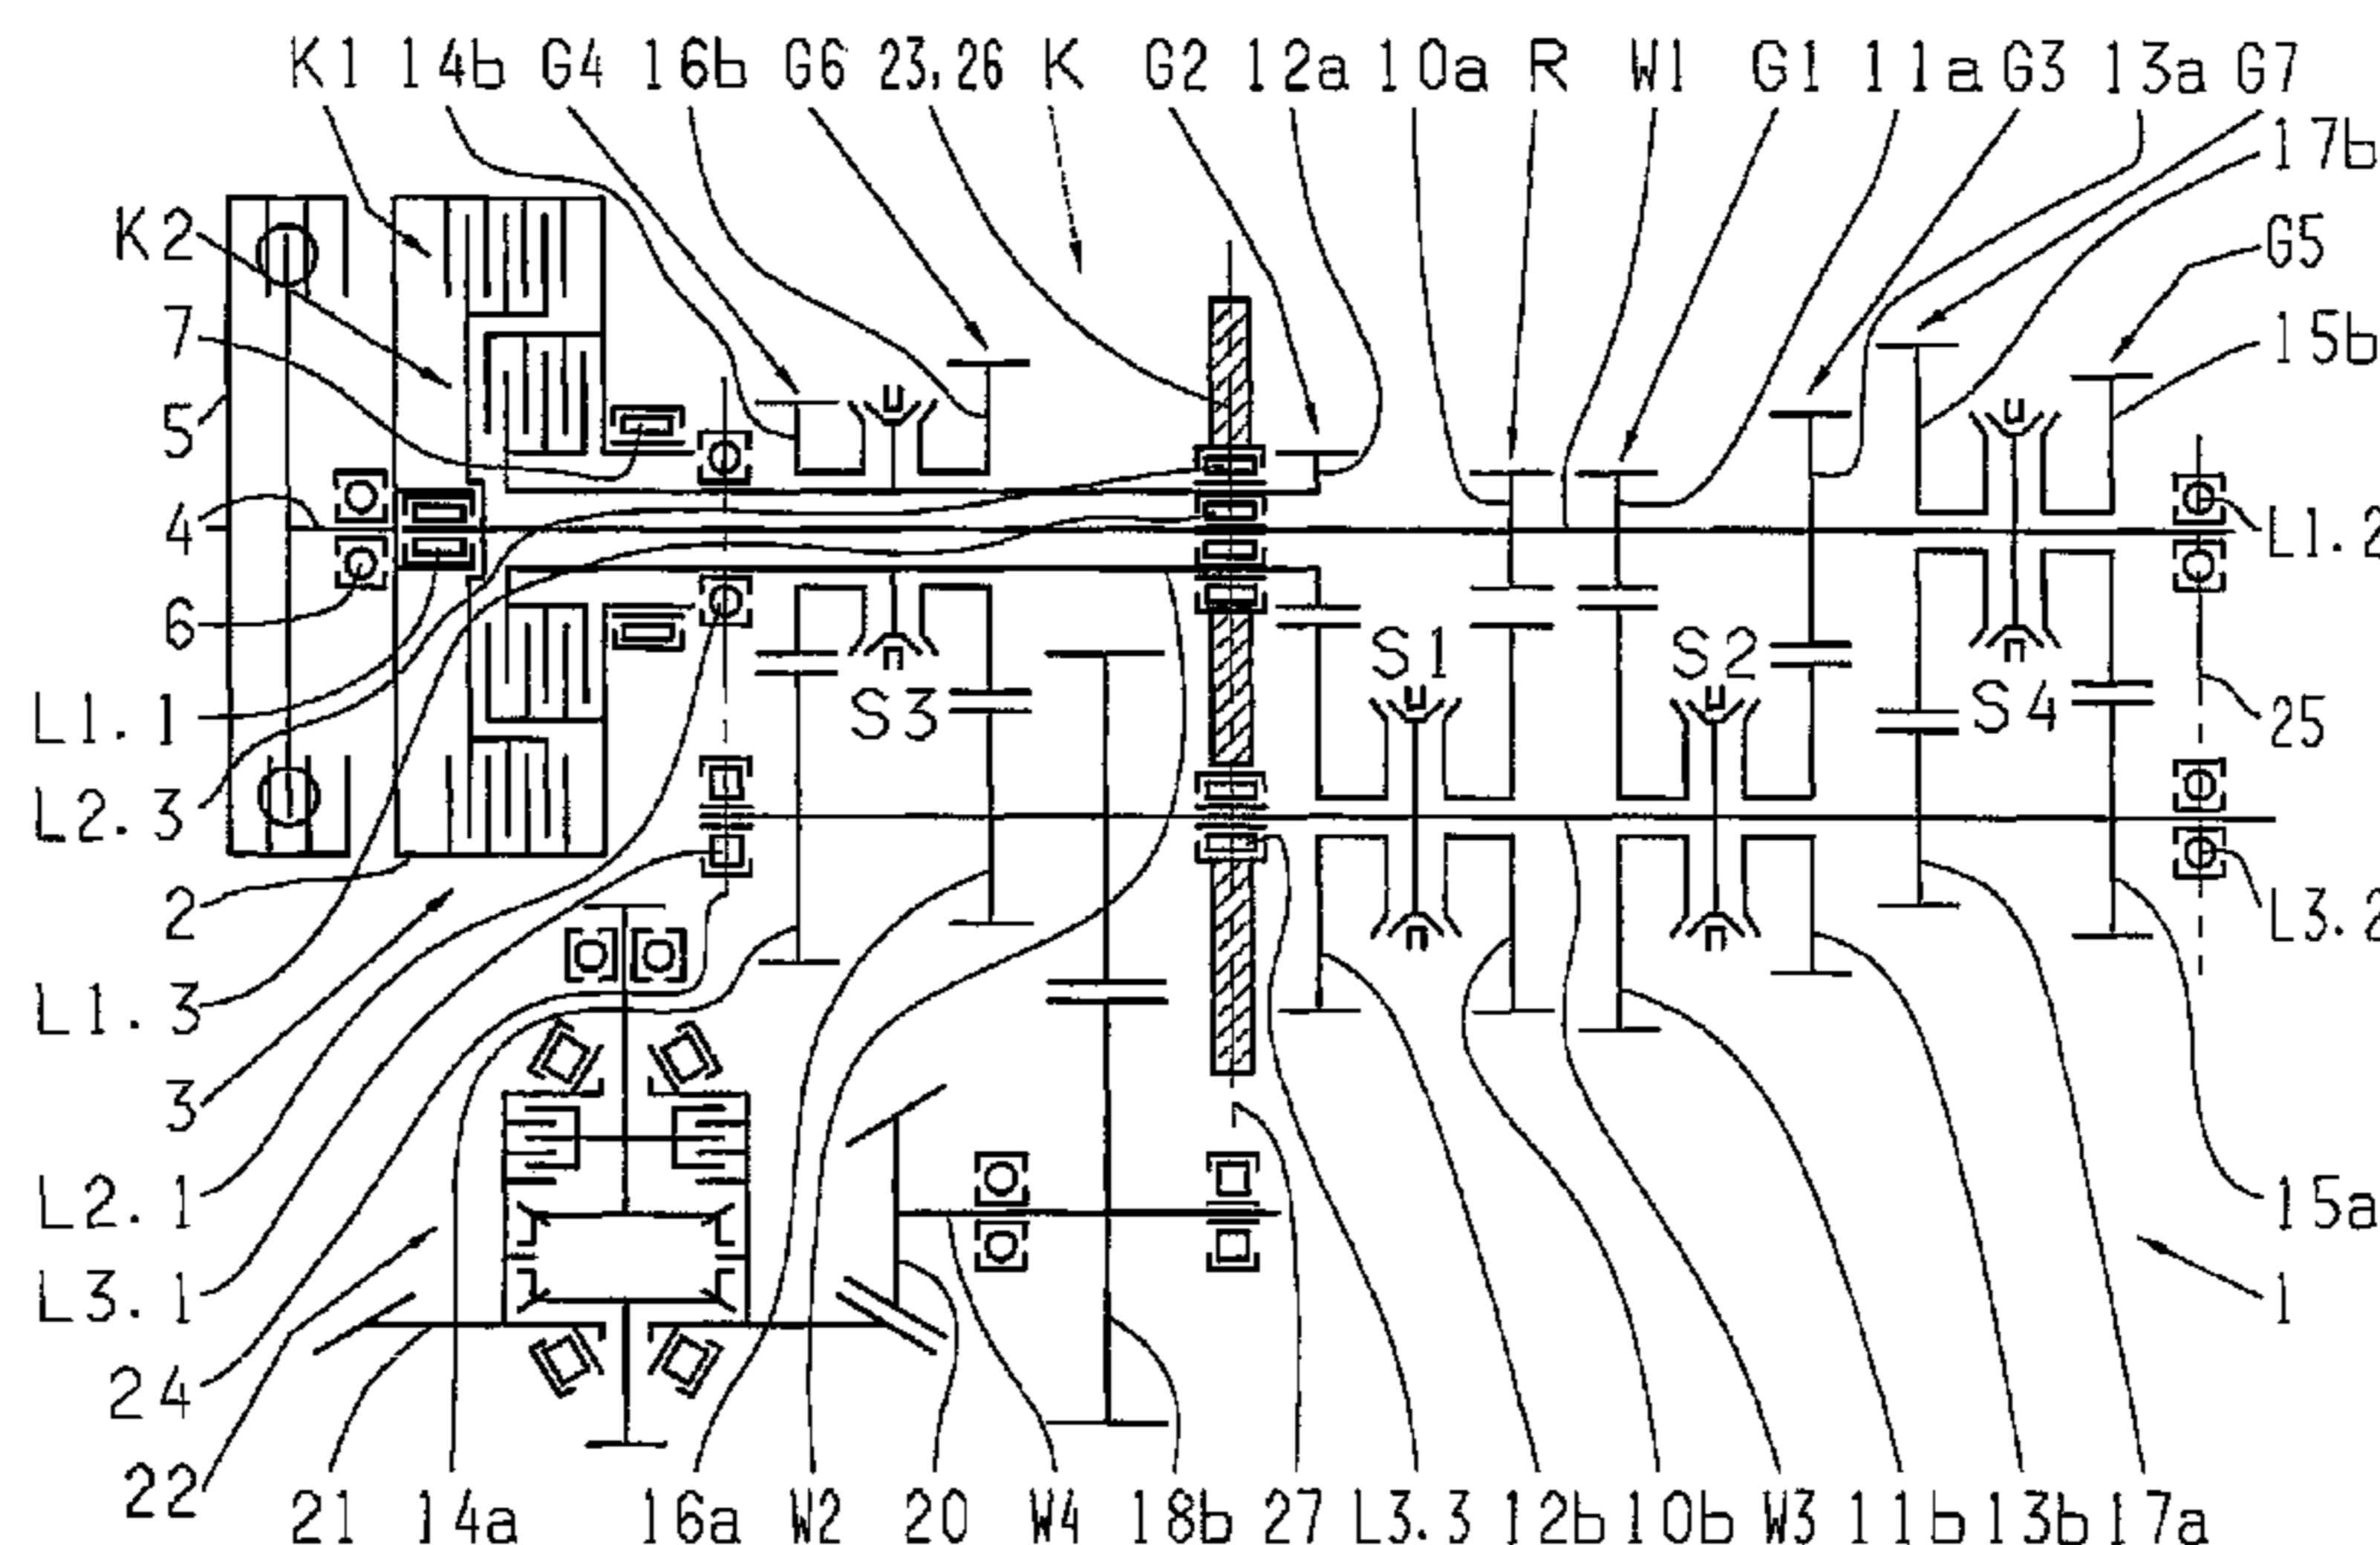 K1 14b G4 16b G6 23,26 K G2 12a 10a R W1 G1 11a G3 13a G7
17b
K2
G5
7
15b
5
4
L1.2
6
S1
S2
S3
S4
L1.1
25
L2.3
2
L3.2
L1.3
3
L2.1
15a
L3.1
1
24
22
21 14a 16a W2 20 W4 18b 27 L3.3 12b 10b W3 11b 13b 17a